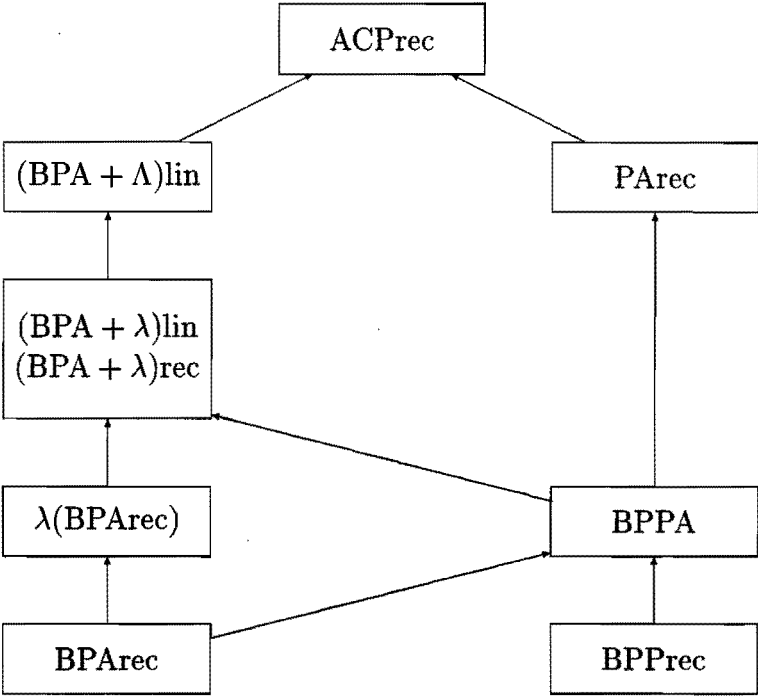 ACPrec
(BPA + Λ)lin
PArec
(BPA + λ)lin
(BPA + λ)rec
λ(BPArec)
BPPA
BPArec
BPPrec